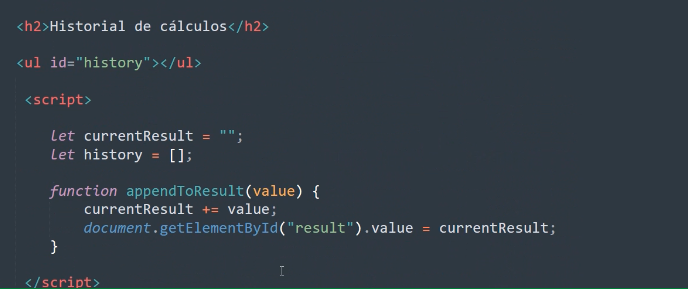 <h2>Historial de cálculos</h2>
<ul id="history"></ul>
<script>
let currentResult = "";
let history = [];
function appendToResult(value) {
currentResult += value;
document.getElementById("result").value = currentResult;
}
</script>